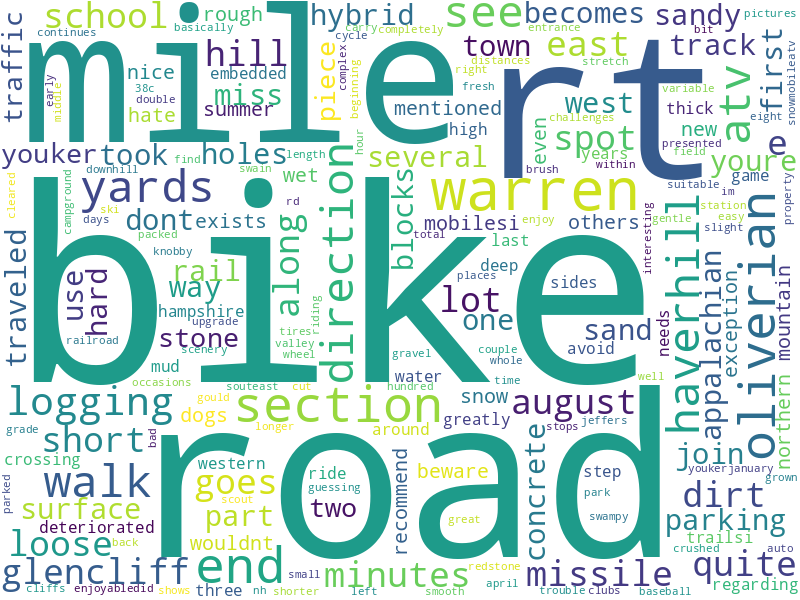 school
rough
hybrid
see
becomes
sandy
pictures
continues
basically
carry
completely
cycle
entrance
bit
traffic
mile
rt
hill
piece
complex
beginning
town
east
track
first
snowmobileatv
early
middle
nice
38c
double
embedded
miss
hate
summer
right
distances
stretch
fresh
mentioned
high
west
thick
atv
variable
eight
challenges
spot
new
presented
field
youker
took
holes
find
length
hour
several
even
years
brush
within
youre
game
im
e
property
cleared
campground
downhill
swain
wet
direction
yards
ski
days
dont
exists
rd
along
blocks
warren
mobilesi
total
enjoy
others
suitable
station
gentle
easy
slight
interesting
packed
knobby
rail
last
places
deep
sides
haverhill
appalachian
exception
oliverian
mountain
traveled
use
hard
way
hampshire
upgrade
stone
railroad
scenery
mud
bike
tires
riding
valley
wheel
lot
one
couple
whole
gravel
water
hundred
time
sand
avoid
needs
well
occasions
souteast
cut
logging
gould
longer
dogs
section
snow
greatly
stops
august
jeffers
northern
grade
bad
short
crossing
western
road
around
recommend
ride
guessing
step
join
youkerjanuary
grown
walk
goes
scout
two
beware
great
concrete
park
swampy
dirt
parking
parked
surface
part
deteriorated
wouldnt
back
trailsi
crushed
auto
loose
glencliff
end
minutes
redstone
missile
quite
regarding
cliffs
enjoyabledid
shows
three
small
nh
shorter
left
april
smooth
trouble
clubs
baseball